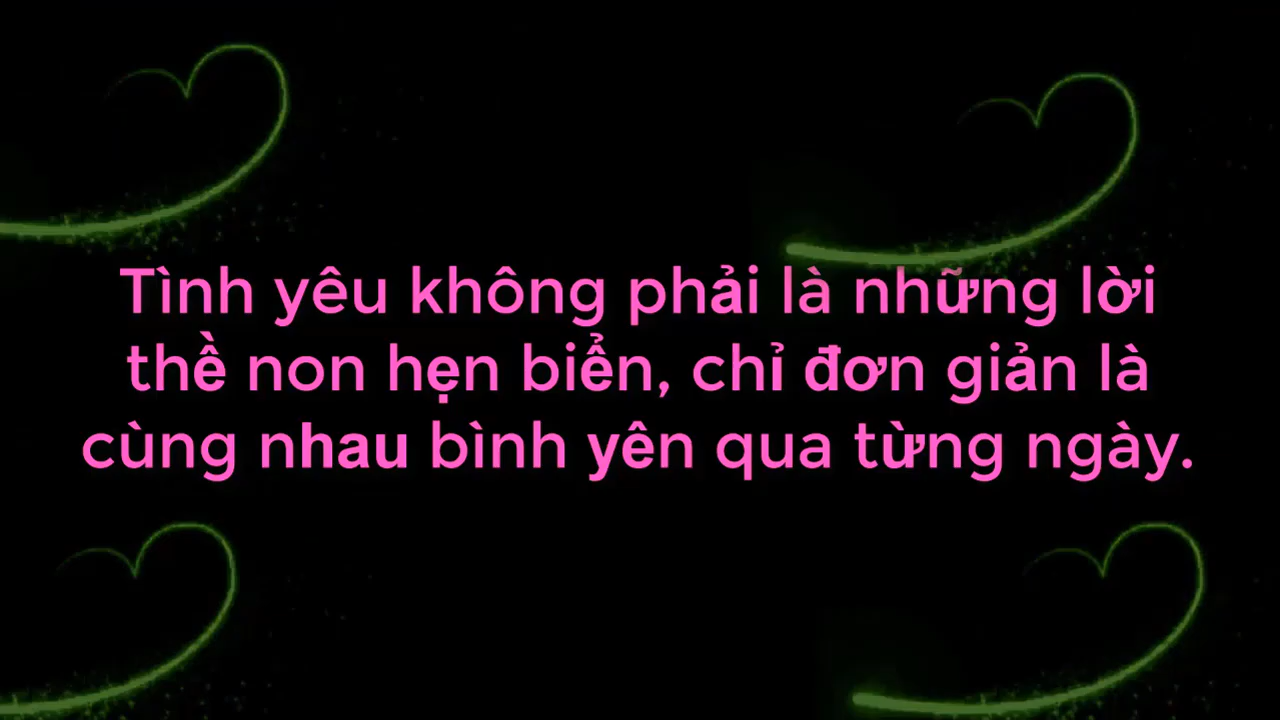 Tình yêu không phải là những lời
thề non hẹn biển, chỉ đơn giản là
cùng nhau bình yên qua từng ngày.